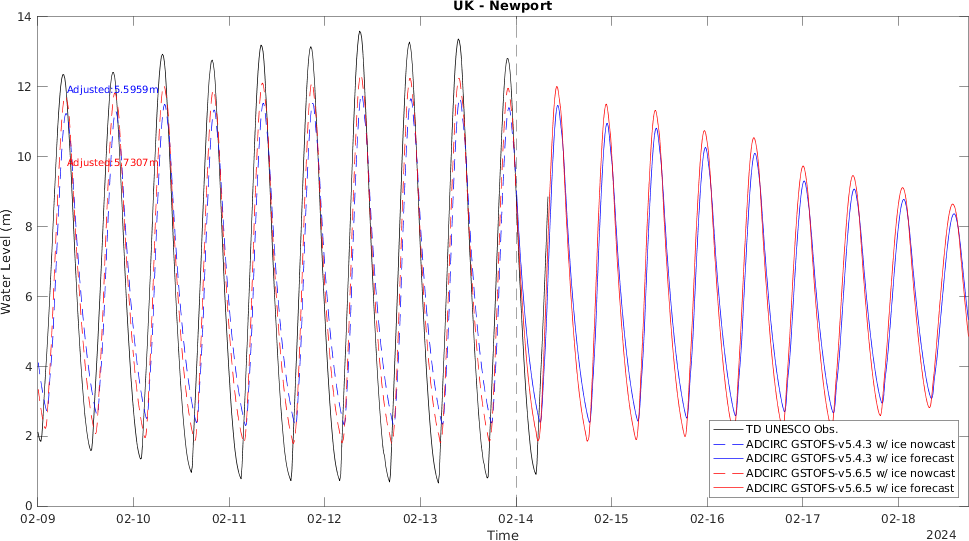 UK - Newport
14
12
10
8
6
4
2
0
Water Level (m)
Adjusted:5.5959m
Adjusted:5.7307m
TD UNESCO Obs.
ADCIRC GSTOFS-v5.4.3 w/ ice nowcast
ADCIRC GSTOFS-v5.4.3 w/ ice forecast
ADCIRC GSTOFS-v5.6.5 w/ ice nowcast
ADCIRC GSTOFS-v5.6.5 w/ ice forecast
02-09 02-10 02-11 02-12 02-13 02-14 02-15 02-16 02-17 02-18
Time
2024